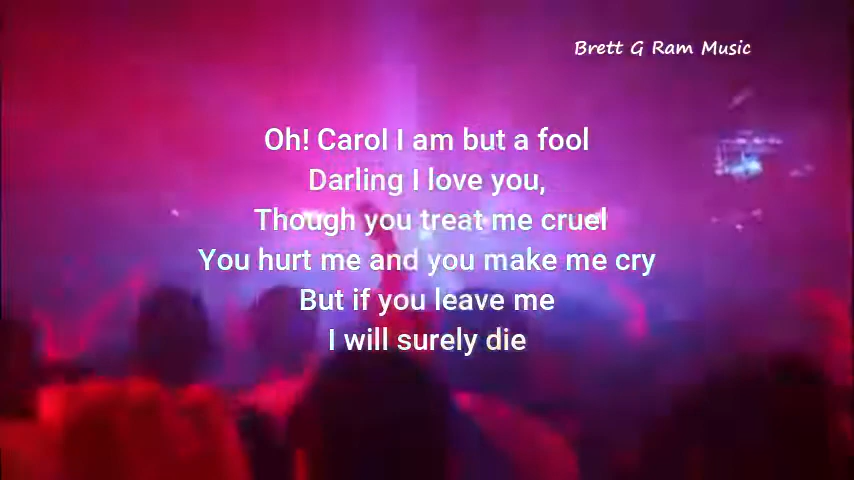 Brett G Ram Music
Oh! Carol I am but a fool
Darling I love you,
Though you treat me cruel
You hurt me and you make me cry
But if you leave me
I will surely die